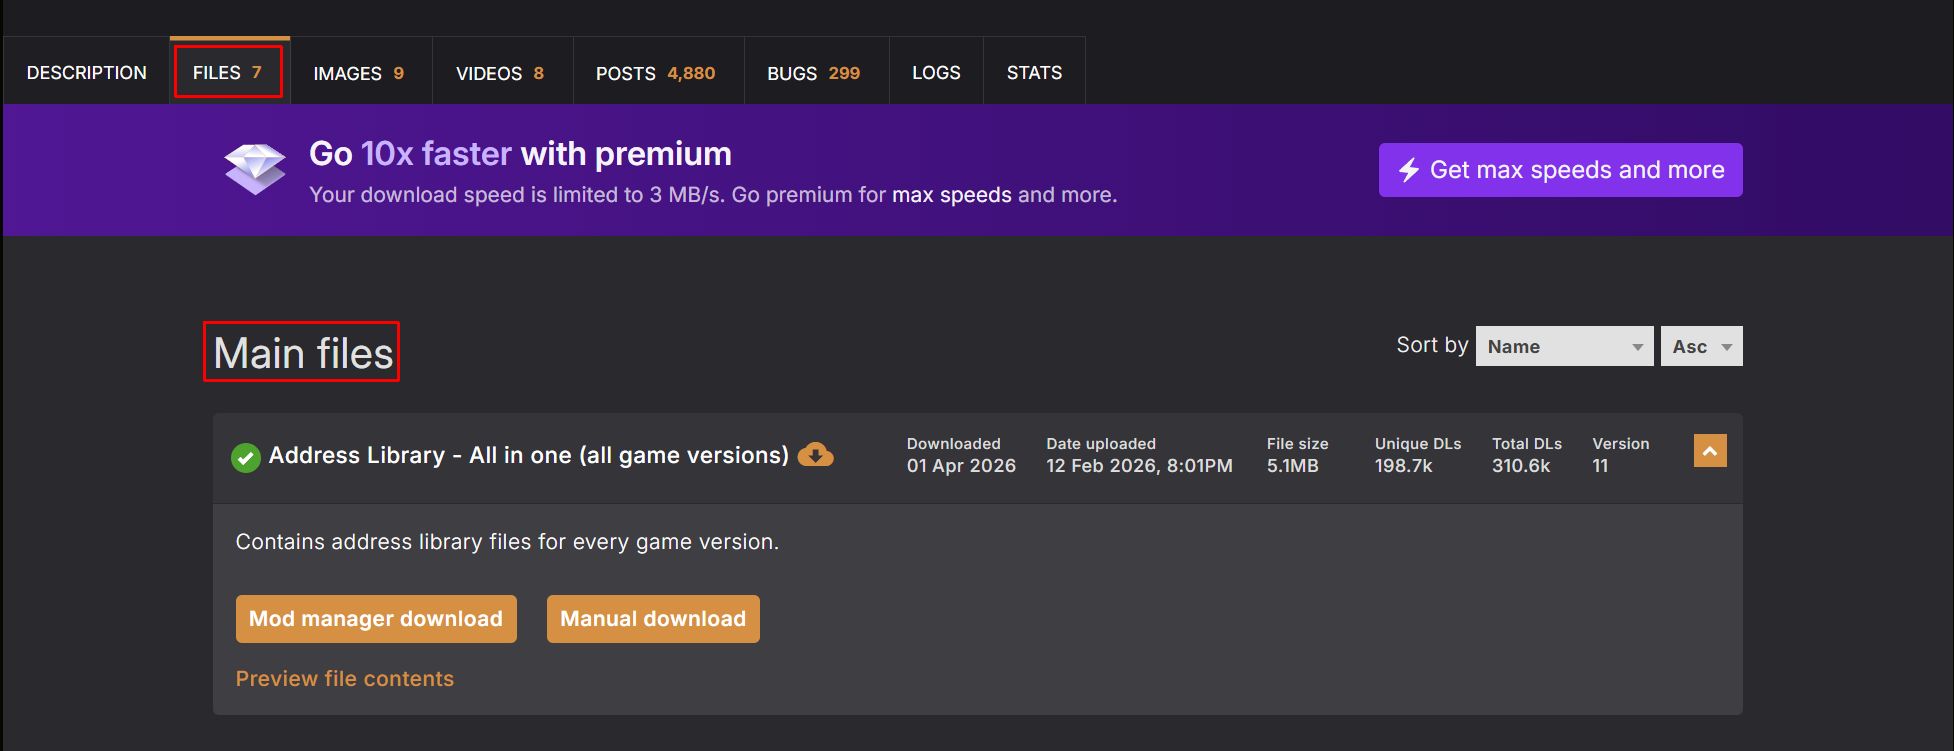 DESCRIPTION FILES 7 IMAGES 9 VIDEOS 8 POSTS 4,880 BUGS 299 LOGS STATS
Go 10x faster with premium
Your download speed is limited to 3 MB/s. Go premium for max speeds and more.
Get max speeds and more
Main files
Sort by Name Asc
Address Library - All in one (all game versions)
Downloaded Date uploaded File size Unique DLs Total DLs Version
01 Apr 2026 12 Feb 2026, 8:01PM 5.1MB 198.7k 310.6k 11
Contains address library files for every game version.
Mod manager download Manual download
Preview file contents